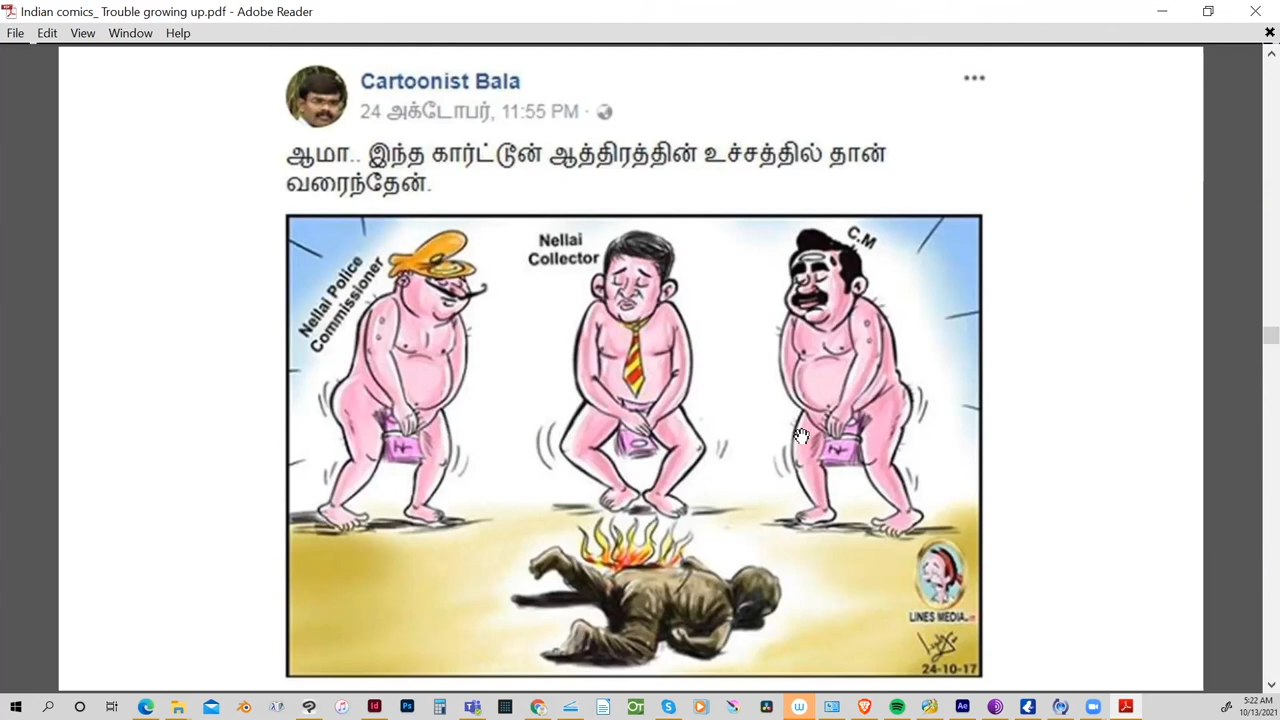 Indian comics_ Trouble growing up.pdf - Adobe Reader
File Edit View Window Help
Cartoonist Bala
24 அக்டோபர், 11:55 PM ·
ஆமா.. இந்த கார்ட்டூன் ஆத்திரத்தின் உச்சத்தில் தான்
வரைந்தேன்.
Nellai Police
Commissioner
Nellai
Collector
C.M
LINES MEDIA
24-10-17
5:22 AM
10/13/2021